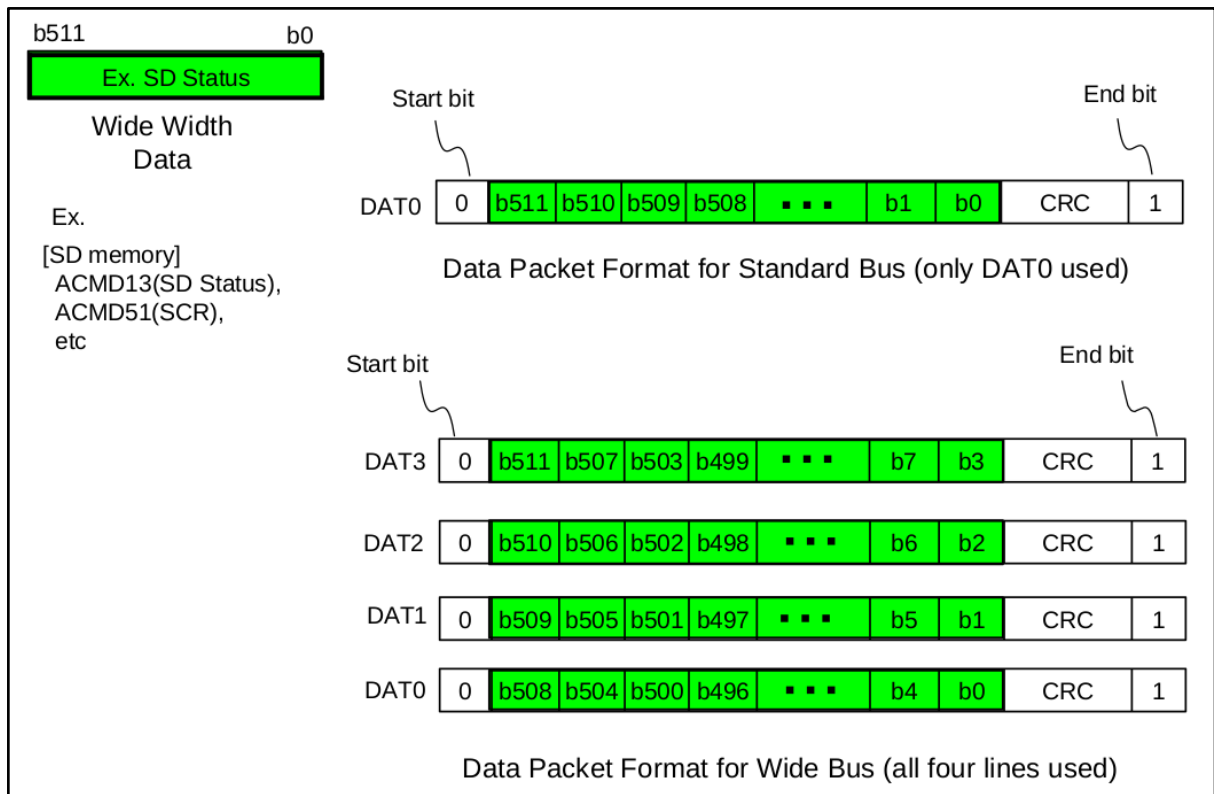 b511 b0
Ex. SD Status
Wide Width
Data
Ex.
[SD memory]
ACMD13(SD Status),
ACMD51(SCR),
etc
Start bit End bit
DAT0 0 b511 b510 b509 b508 ▪ ▪ ▪ b1 b0 CRC 1
Data Packet Format for Standard Bus (only DAT0 used)
Start bit End bit
DAT3 0 b511 b507 b503 b499 ▪ ▪ ▪ b7 b3 CRC 1
DAT2 0 b510 b506 b502 b498 ▪ ▪ ▪ b6 b2 CRC 1
DAT1 0 b509 b505 b501 b497 ▪ ▪ ▪ b5 b1 CRC 1
DAT0 0 b508 b504 b500 b496 ▪ ▪ ▪ b4 b0 CRC 1
Data Packet Format for Wide Bus (all four lines used)